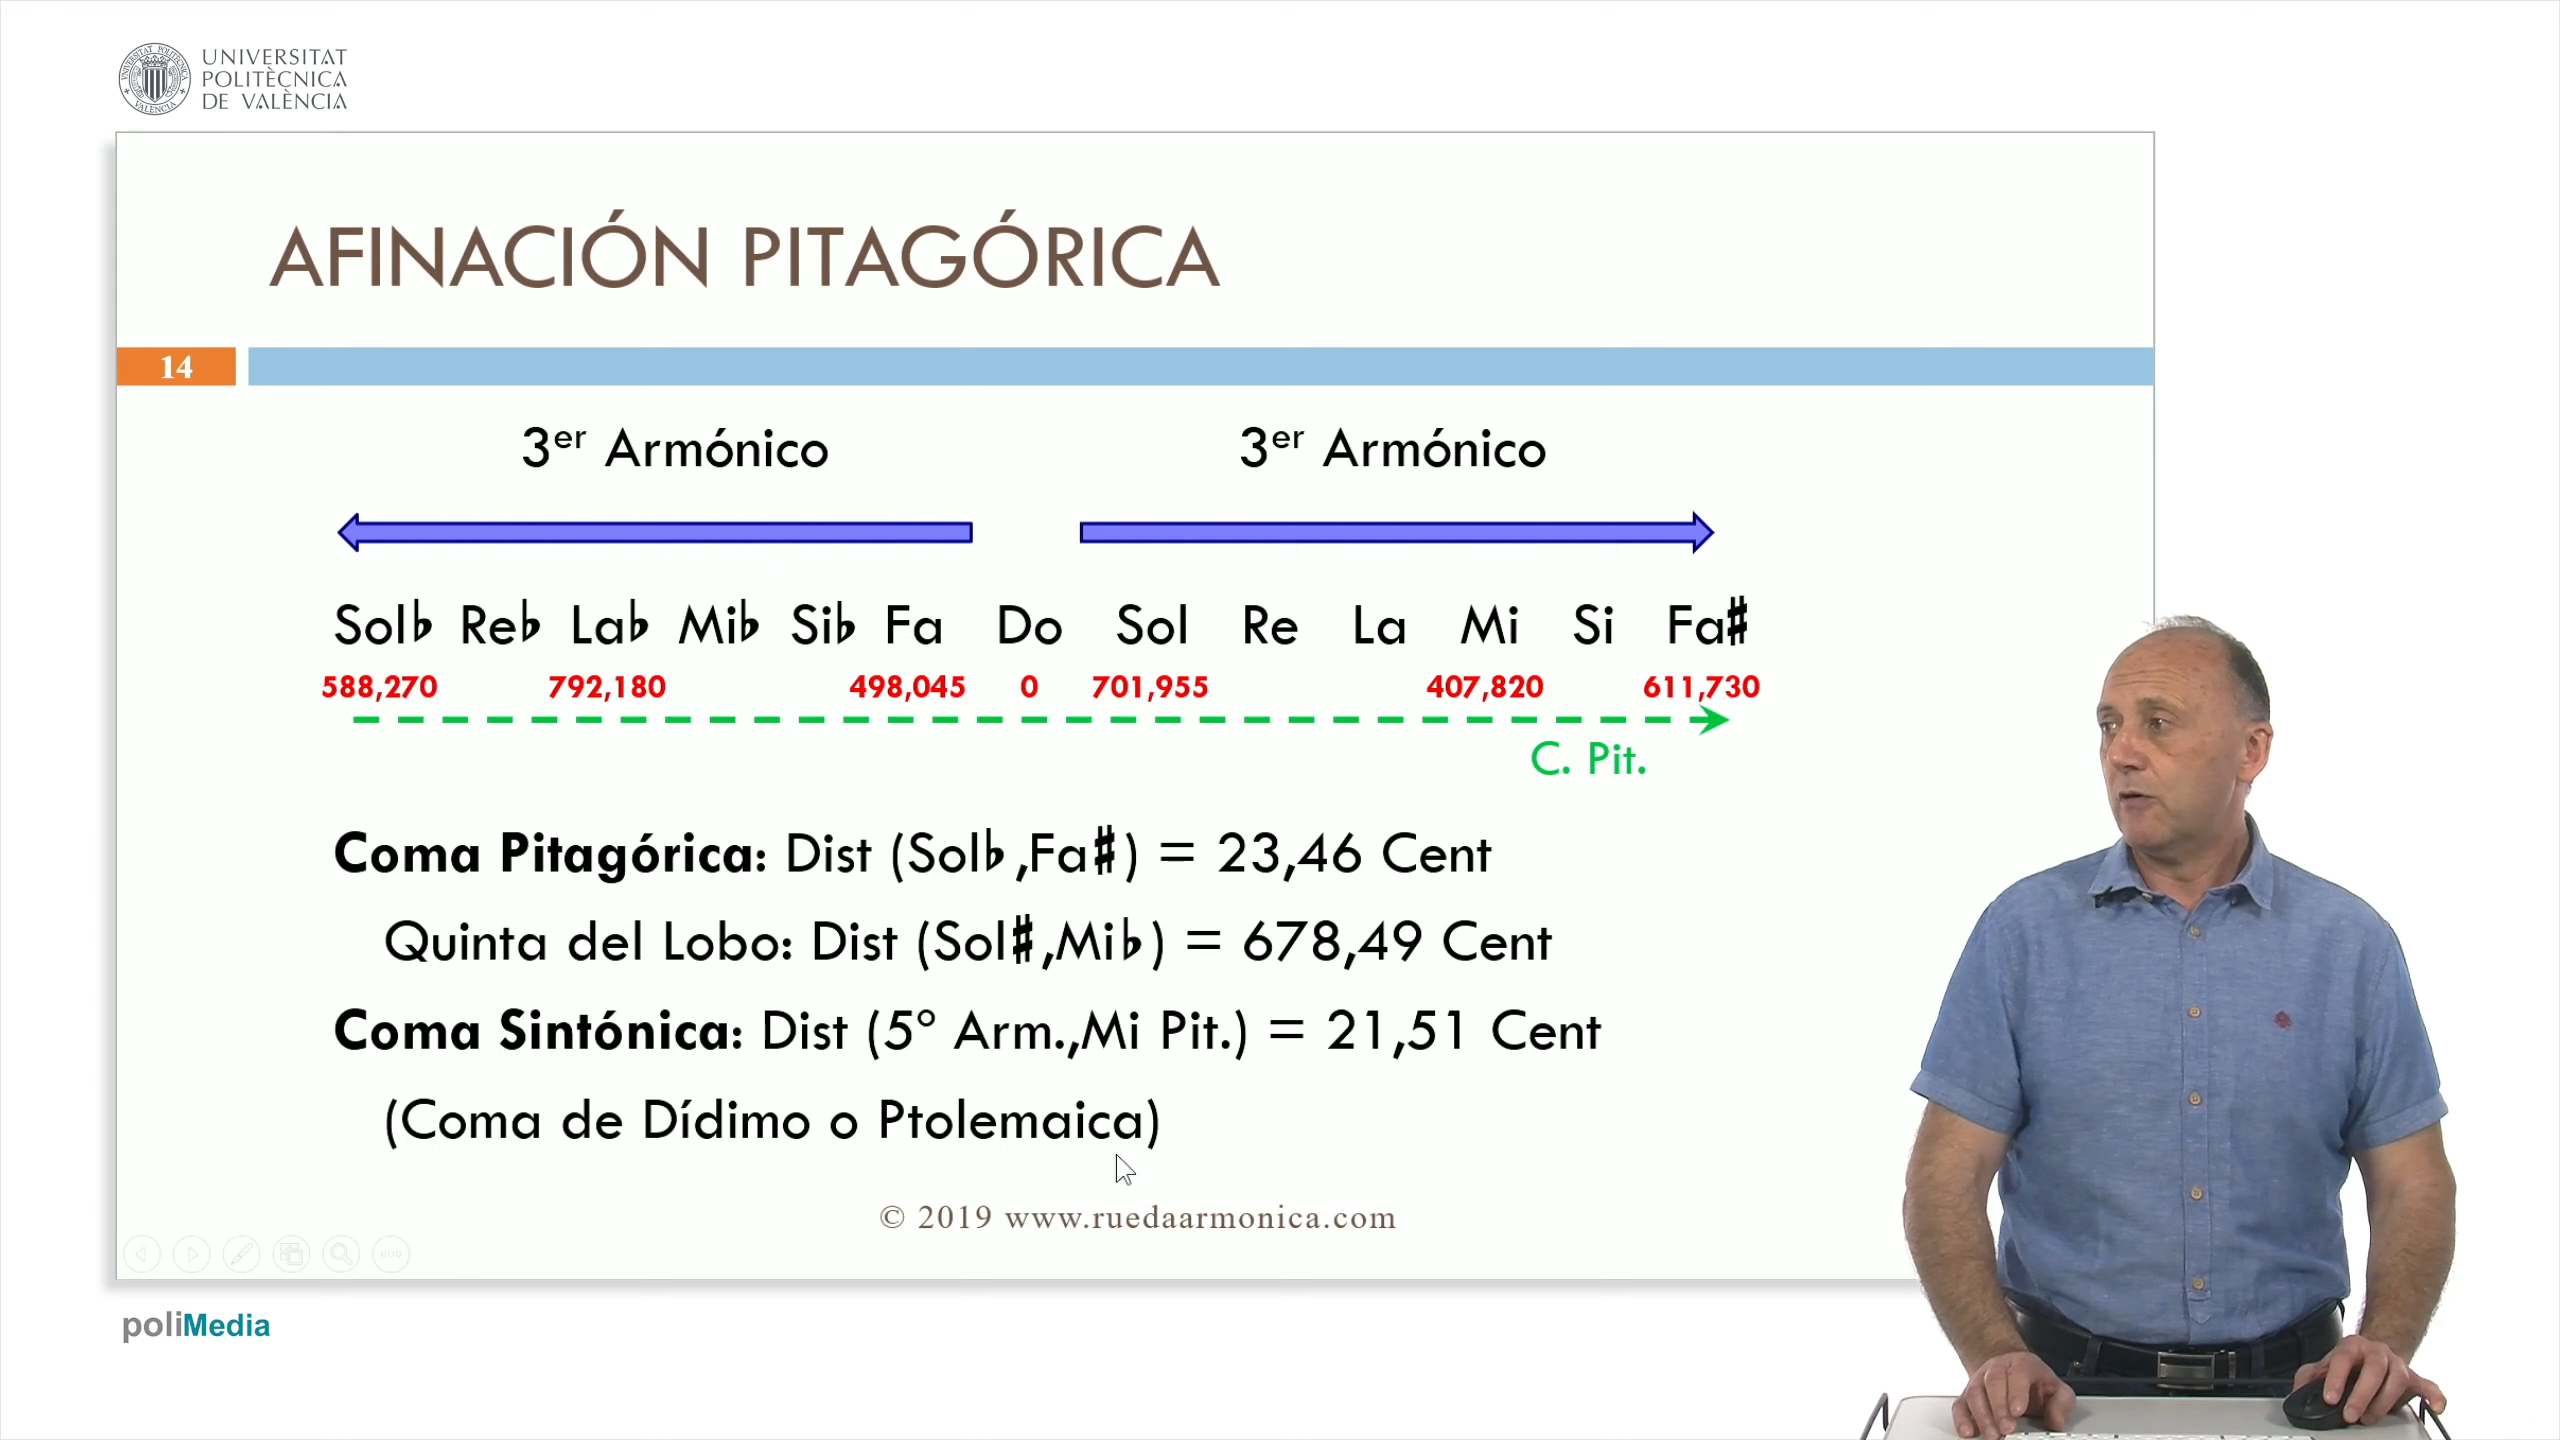 UNIVERSITAT
POLITÈCNICA
DE VALÈNCIA
AFINACIÓN PITAGÓRICA
14
3er Armónico 3er Armónico
Sol♭ Re♭ La♭ Mi♭ Si♭ Fa Do Sol Re La Mi Si Fa♯
588,270 792,180 498,045 0 701,955 407,820 611,730
C. Pit.
Coma Pitagórica: Dist (Sol♭,Fa♯) = 23,46 Cent
Quinta del Lobo: Dist (Sol♯,Mi♭) = 678,49 Cent
Coma Sintónica: Dist (5º Arm.,Mi Pit.) = 21,51 Cent
(Coma de Dídimo o Ptolemaica)
© 2019 www.ruedaarmonica.com
poliMedia